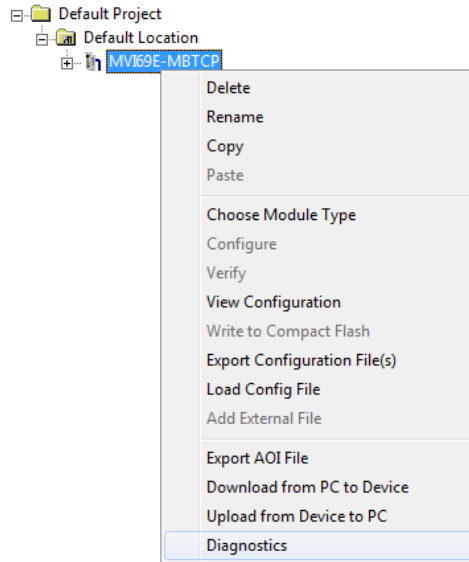 Default Project
Default Location
MVI69E-MBTCP
Delete
Rename
Copy
Paste
Choose Module Type
Configure
Verify
View Configuration
Write to Compact Flash
Export Configuration File(s)
Load Config File
Add External File
Export AOI File
Download from PC to Device
Upload from Device to PC
Diagnostics